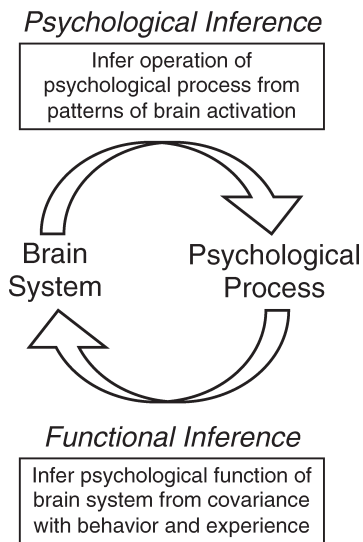 Psychological Inference
Infer operation of
psychological process from
patterns of brain activation
Brain
System
Psychological
Process
Functional Inference
Infer psychological function of
brain system from covariance
with behavior and experience